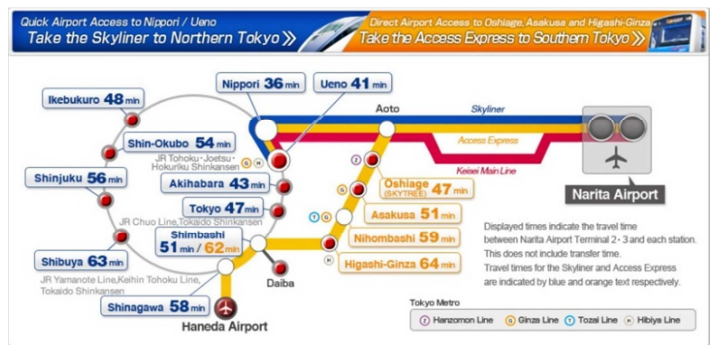 Quick Airport Access to Nippori / Ueno
Take the Skyliner to Northern Tokyo
Direct Airport Access to Oshiage, Asakusa and Higashi-Ginza
Take the Access Express to Southern Tokyo
Nippori 36 min
Ueno 41 min
Ikebukuro 48 min
Aoto
Skyliner
Shin-Okubo 54 min
Access Express
JR Tohoku・Joetsu・
Hokuriku Shinkansen
G H
Keisei Main Line
Shinjuku 56 min
Akihabara 43 min
Z
Oshiage
(SKYTREE)
47 min
Narita Airport
Tokyo 47 min
G
Asakusa 51 min
JR Chuo Line,Tokaido Shinkansen
T G
Nihombashi 59 min
Shimbashi
51 min / 62 min
Higashi-Ginza 64 min
H
Shibuya 63 min
Daiba
JR Yamanote Line,Keihin Tohoku Line,
Tokaido Shinkansen
Shinagawa 58 min
Haneda Airport
Displayed times indicate the travel time
between Narita Airport Terminal 2・3 and each station.
This does not include transfer time.
Travel times for the Skyliner and Access Express
are indicated by blue and orange text respectively.
Tokyo Metro
Z Hanzomon Line G Ginza Line T Tozai Line H Hibiya Line